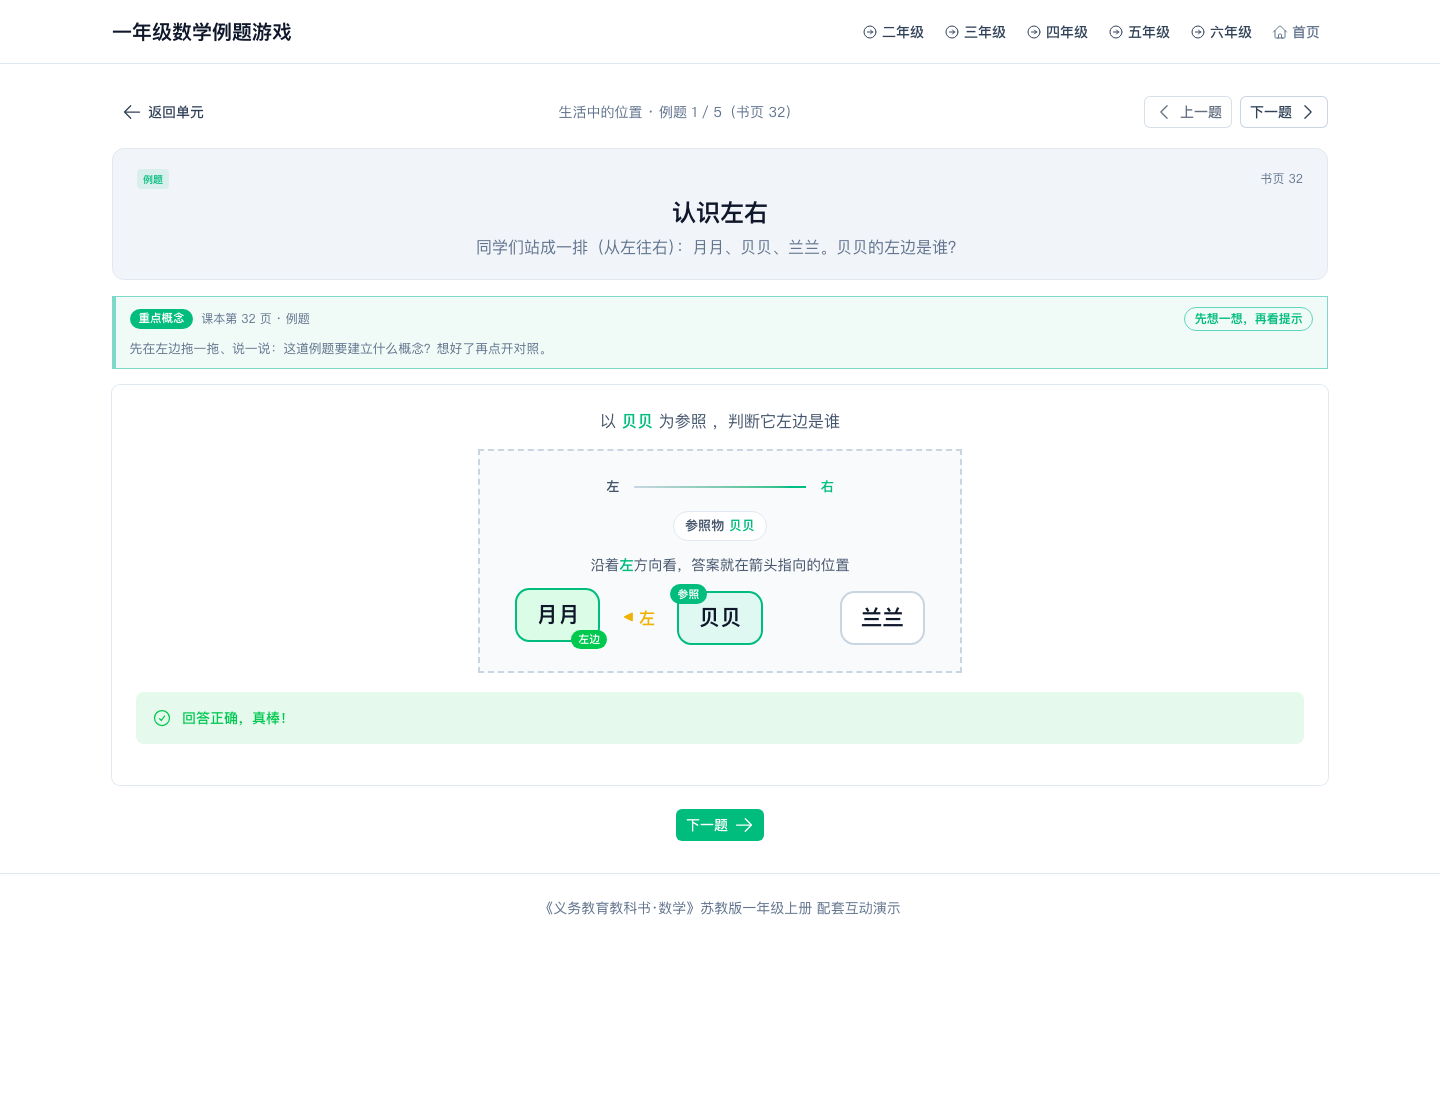 一年级数学例题游戏
二年级 三年级 四年级 五年级 六年级 首页
返回单元
生活中的位置 · 例题 1 / 5（书页 32）
上一题 下一题
例题
书页 32
认识左右
同学们站成一排（从左往右）：月月、贝贝、兰兰。贝贝的左边是谁？
重点概念 课本第 32 页 · 例题
先想一想，再看提示
先在左边拖一拖、说一说：这道例题要建立什么概念？想好了再点开对照。
以 贝贝 为参照 ，判断它左边是谁
左 右
参照物 贝贝
沿着左方向看，答案就在箭头指向的位置
参照
月月 ◀ 左 贝贝 兰兰
左边
回答正确，真棒！
下一题
《义务教育教科书·数学》苏教版一年级上册 配套互动演示